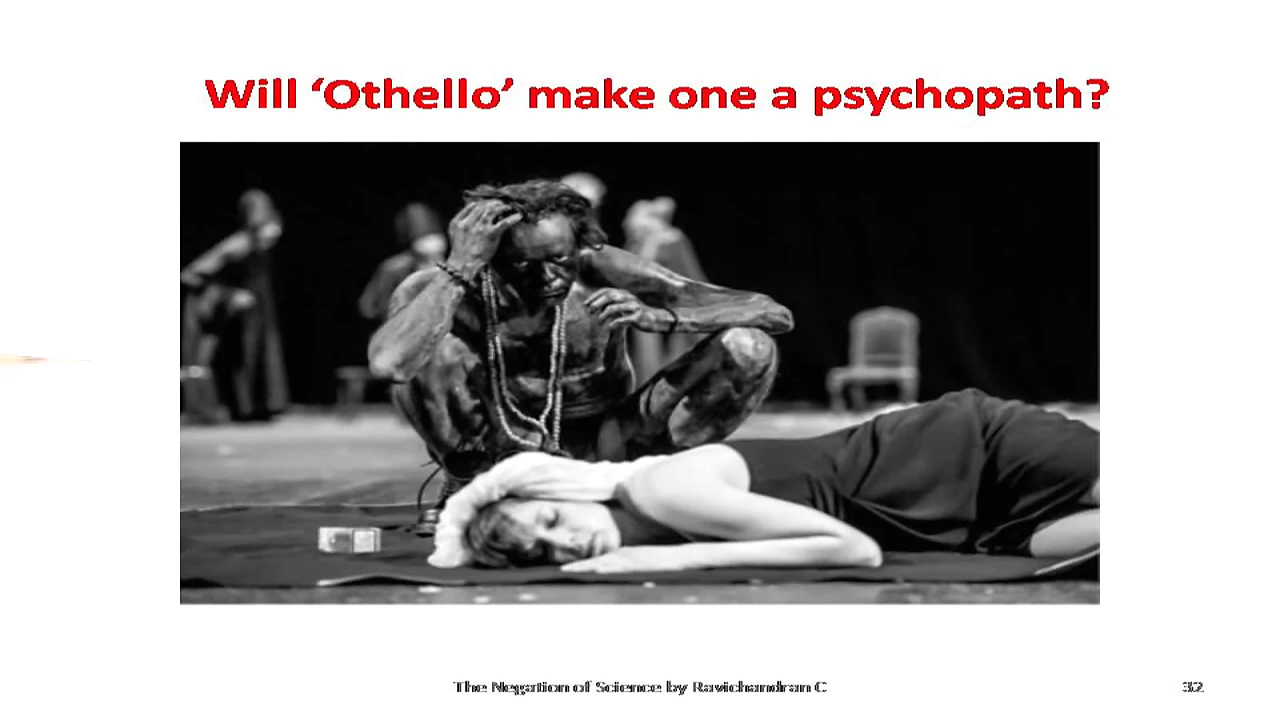 Will ‘Othello’ make one a psychopath?
The Negation of Science by Ravichandran C
32